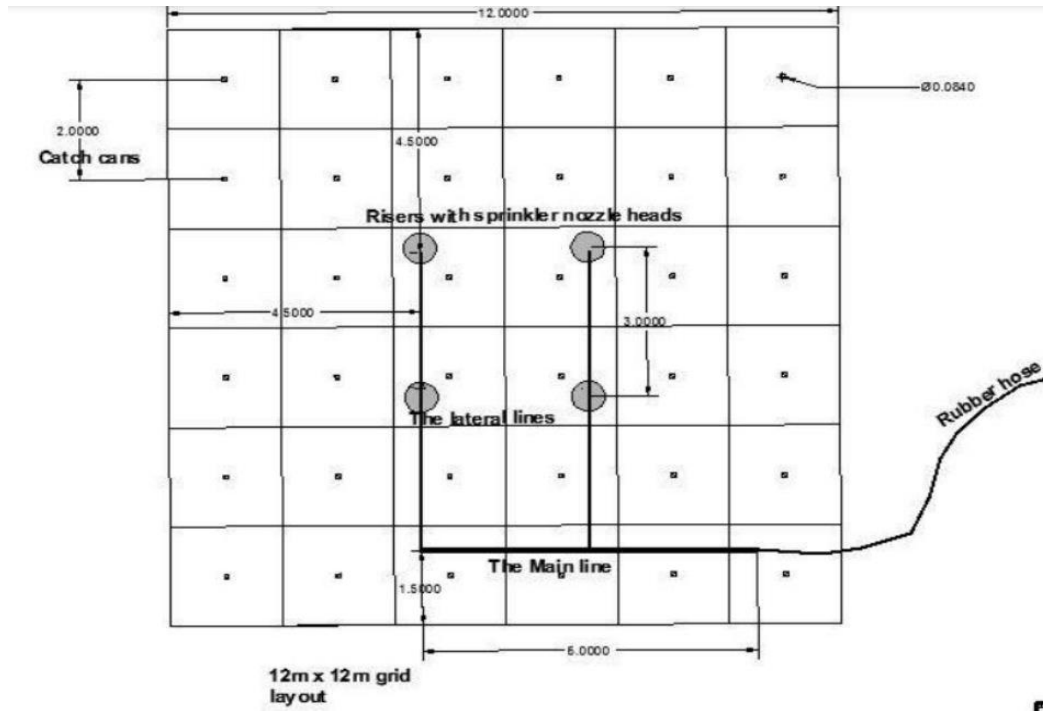 12.0000
Ø0.0840
2.0000
4.5000
Catch cans
Risers with sprinkler nozzle heads
4.5000
3.0000
Rubber hose
The lateral lines
The Main line
1.5000
6.0000
12m x 12m grid
layout